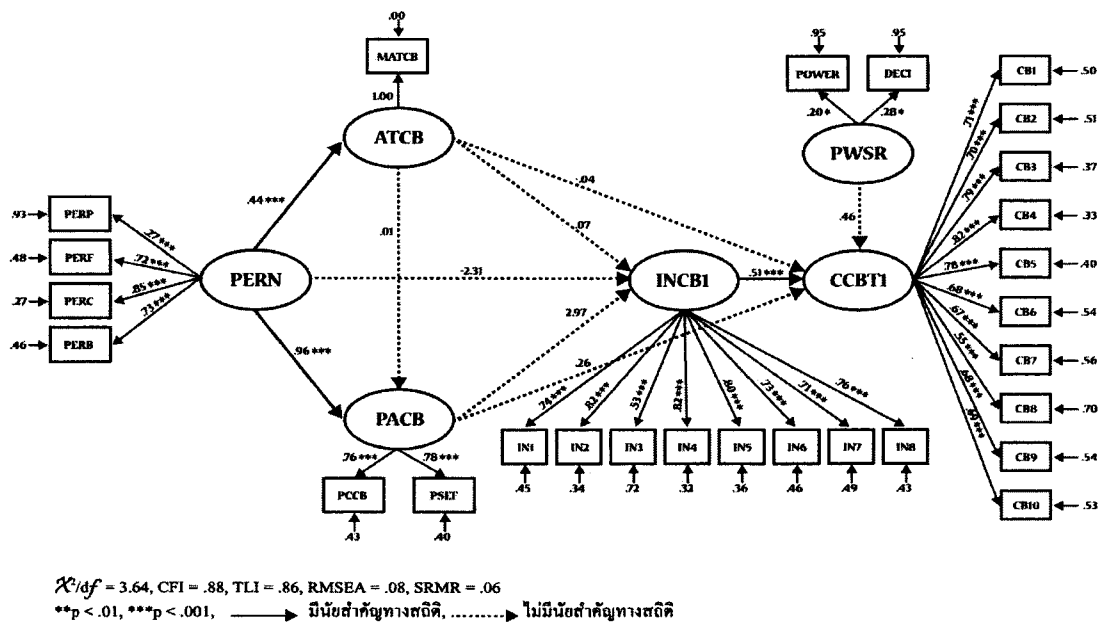 .00
MATCB
1.00
ATCB
.95
.95
POWER
DECI
.20*
.28*
PWSR
.46
.04
.07
.01
.44***
.93
PERP
.48
PERF
.27
PERC
.46
PERB
.27***
.72***
.85***
.73***
PERN
-2.31
.96***
2.97
.26
INCB1
.51***
CCBT1
PACB
.76***
.78***
PCCB
PSEF
.43
.40
.74***
.82***
.53***
.82***
.80***
.73***
.71***
.76***
IN1
IN2
IN3
IN4
IN5
IN6
IN7
IN8
.45
.34
.72
.32
.36
.46
.49
.43
.71***
.70***
.79***
.82***
.78***
.68***
.67***
.55***
.68***
.69***
CB1
.50
CB2
.51
CB3
.37
CB4
.33
CB5
.40
CB6
.54
CB7
.56
CB8
.70
CB9
.54
CB10
.53
χ²/df = 3.64, CFI = .88, TLI = .86, RMSEA = .08, SRMR = .06
**p < .01, ***p < .001, มีนัยสำคัญทางสถิติ, ไม่มีนัยสำคัญทางสถิติ